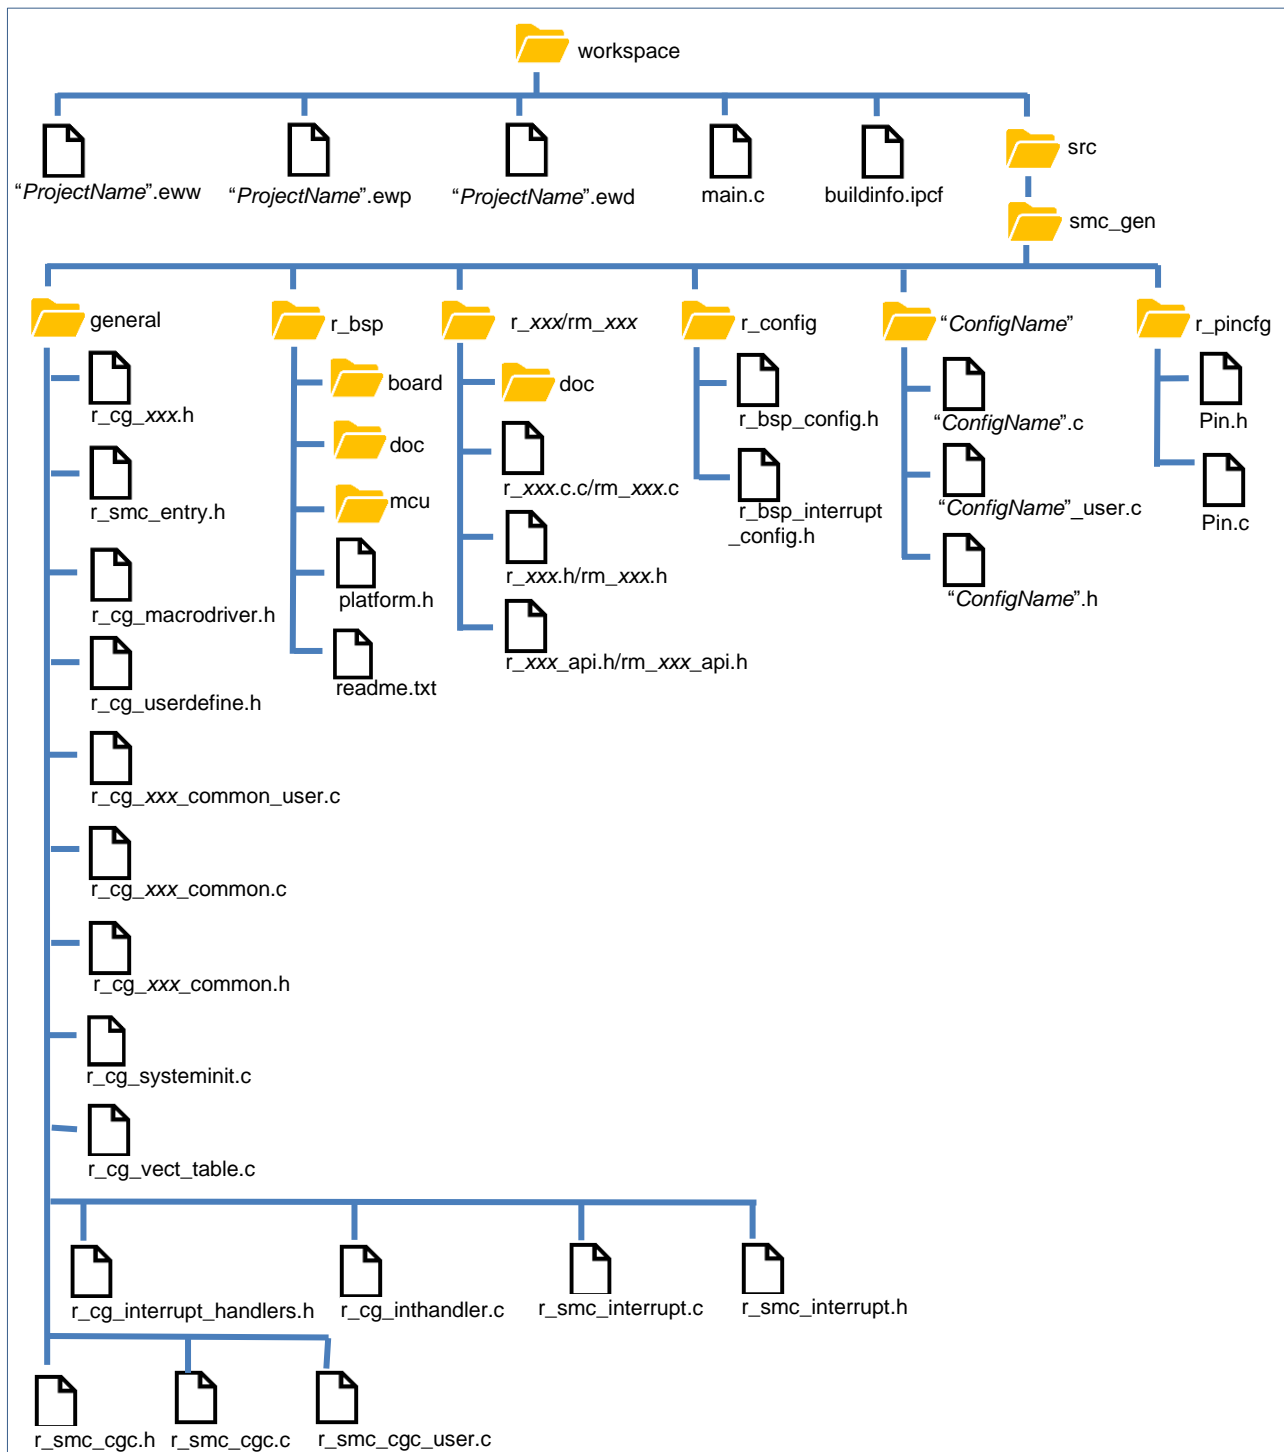 workspace
“ProjectName”.eww
“ProjectName”.ewp
“ProjectName”.ewd
main.c
buildinfo.ipcf
src
smc_gen
general
r_cg_xxx.h
r_smc_entry.h
r_cg_macrodriver.h
r_cg_userdefine.h
r_cg_xxx_common_user.c
r_cg_xxx_common.c
r_cg_xxx_common.h
r_cg_systeminit.c
r_cg_vect_table.c
r_cg_interrupt_handlers.h
r_cg_inthandler.c
r_smc_interrupt.c
r_smc_interrupt.h
r_smc_cgc.h
r_smc_cgc.c
r_smc_cgc_user.c
r_bsp
board
doc
mcu
platform.h
readme.txt
r_xxx/rm_xxx
doc
r_xxx.c.c/rm_xxx.c
r_xxx.h/rm_xxx.h
r_xxx_api.h/rm_xxx_api.h
r_config
r_bsp_config.h
r_bsp_interrupt
_config.h
“ConfigName”
“ConfigName”.c
“ConfigName”_user.c
“ConfigName”.h
r_pincfg
Pin.h
Pin.c